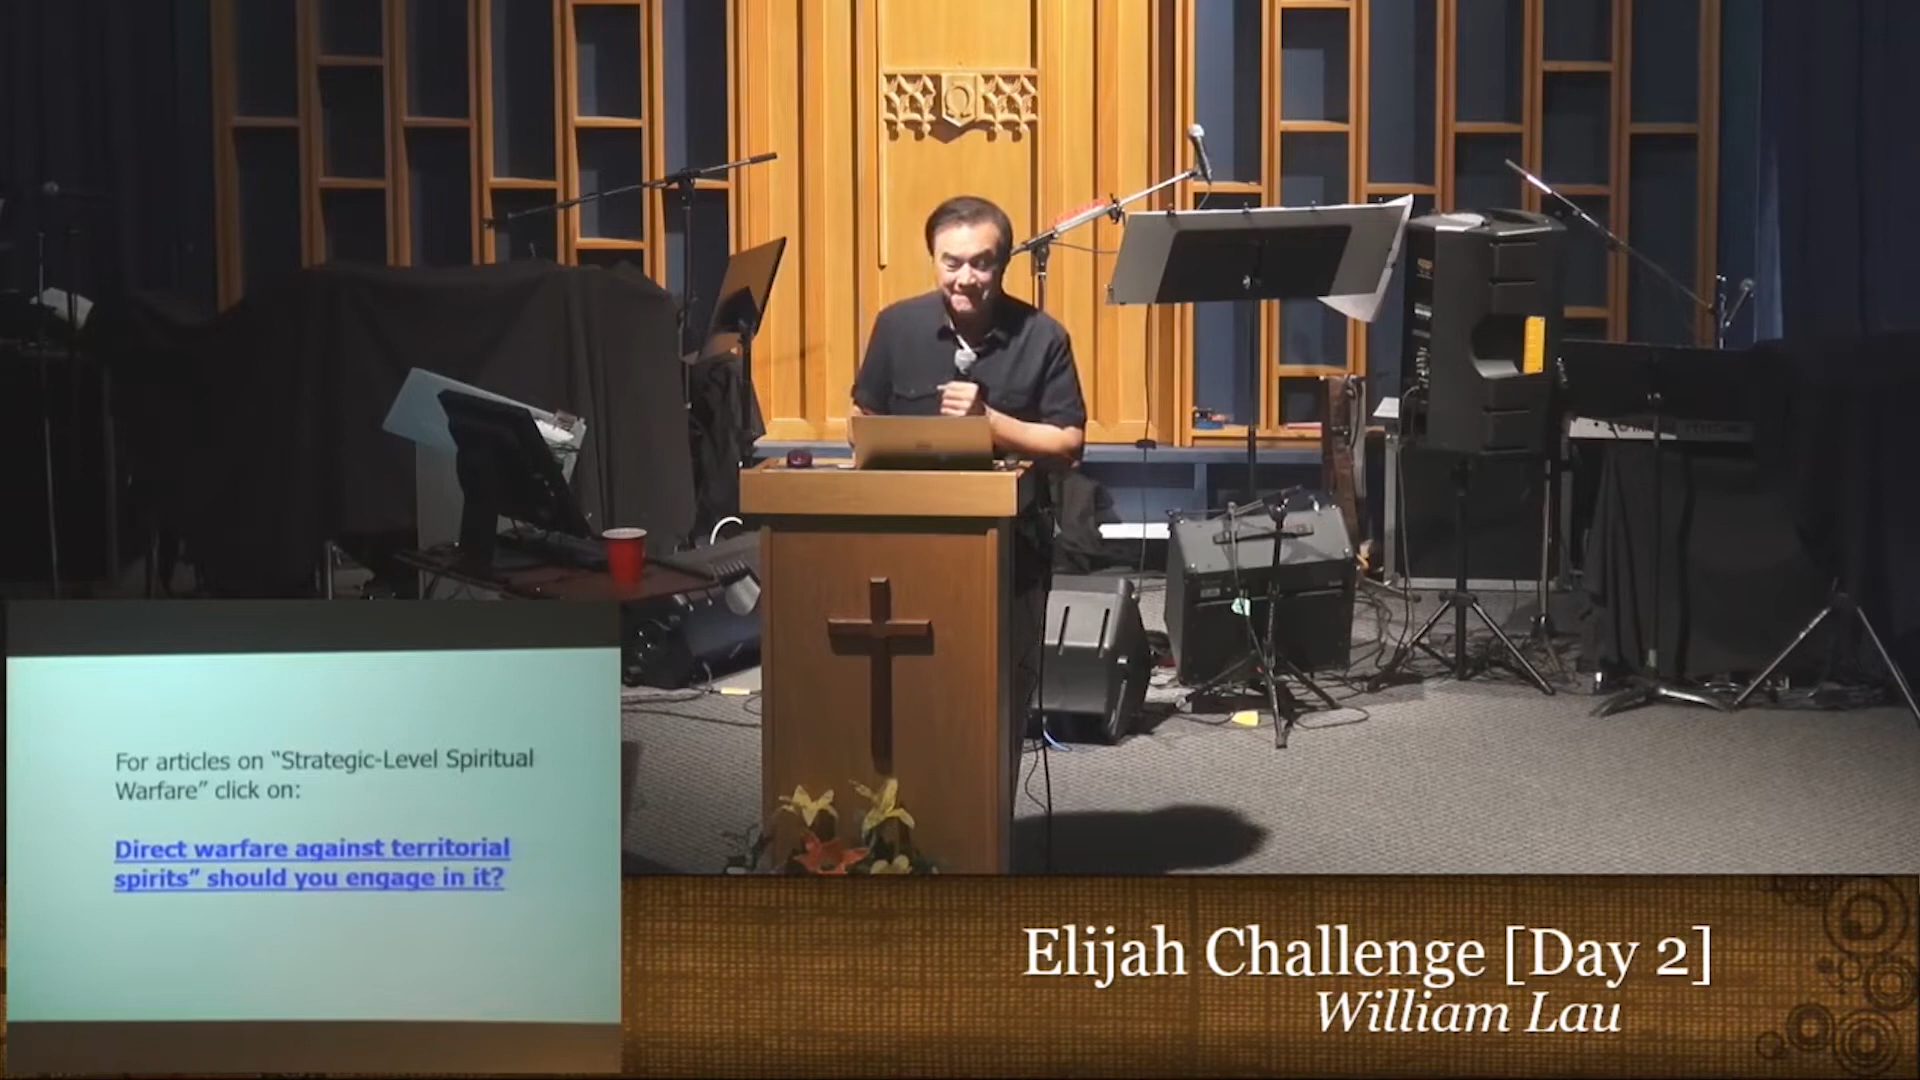 For articles on “Strategic-Level Spiritual
Warfare” click on:
Direct warfare against territorial
spirits” should you engage in it?
Elijah Challenge [Day 2]
William Lau